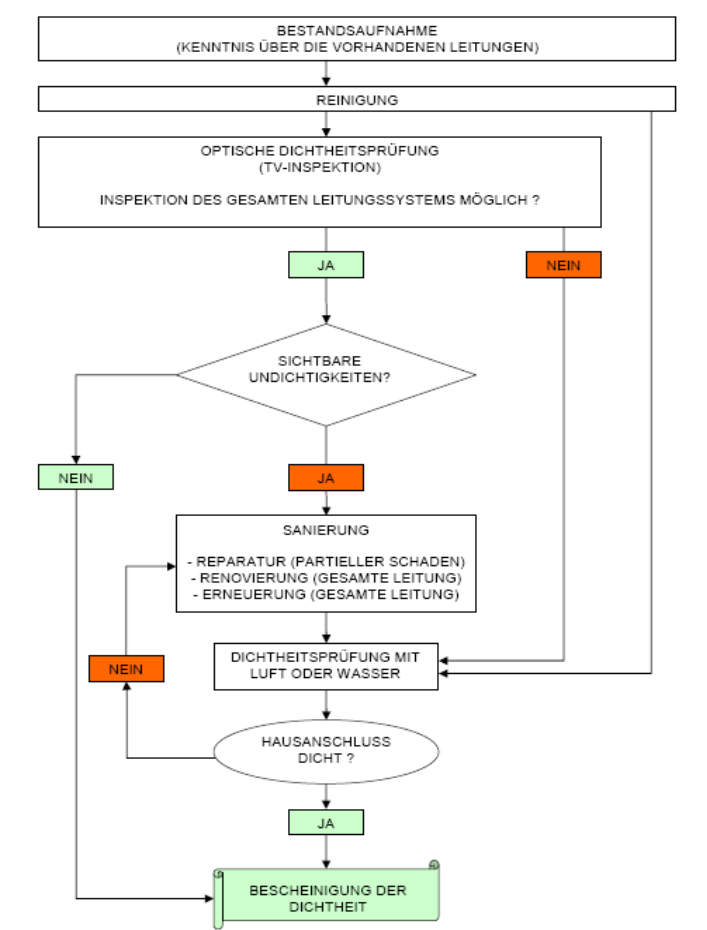 BESTANDSAUFNAHME
(KENNTNIS ÜBER DIE VORHANDENEN LEITUNGEN)
REINIGUNG
OPTISCHE DICHTHEITSPRÜFUNG
(TV-INSPEKTION)
INSPEKTION DES GESAMTEN LEITUNGSSYSTEMS MÖGLICH ?
JA
NEIN
SICHTBARE
UNDICHTIGKEITEN?
NEIN
JA
SANIERUNG
- REPARATUR (PARTIELLER SCHADEN)
- RENOVIERUNG (GESAMTE LEITUNG)
- ERNEUERUNG (GESAMTE LEITUNG)
DICHTHEITSPRÜFUNG MIT
LUFT ODER WASSER
NEIN
HAUSANSCHLUSS
DICHT ?
JA
BESCHEINIGUNG DER
DICHTHEIT